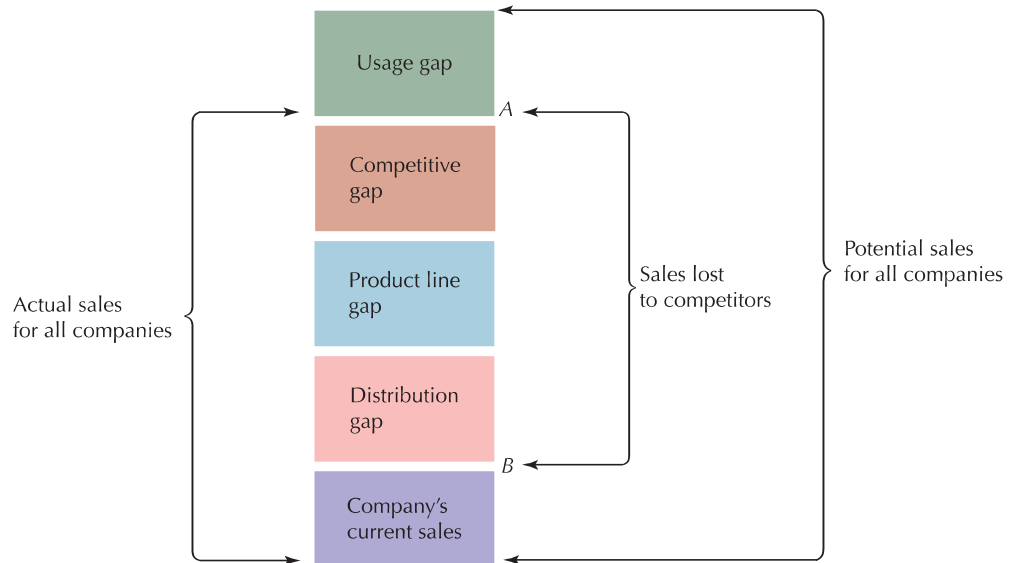 Usage gap
A
Competitive
gap
Product line
gap
Distribution
gap
B
Company’s
current sales
Actual sales
for all companies
Sales lost
to competitors
Potential sales
for all companies